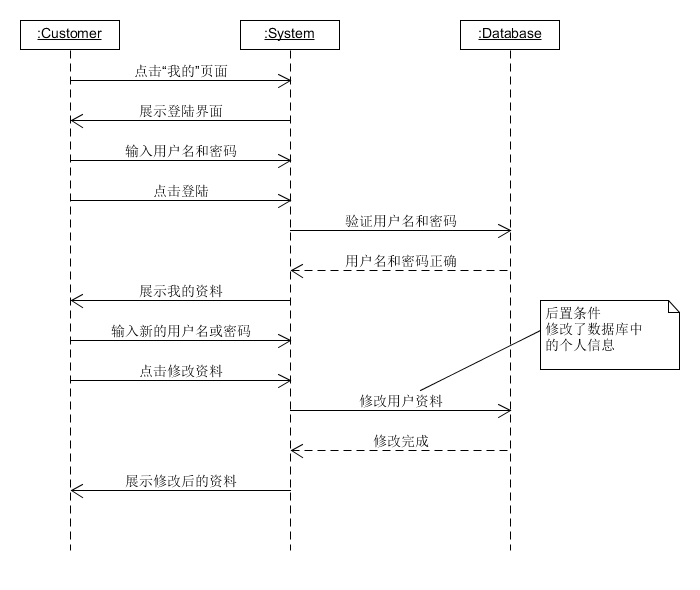 :Customer
:System
:Database
点击“我的”页面
展示登陆界面
输入用户名和密码
点击登陆
验证用户名和密码
用户名和密码正确
展示我的资料
后置条件
修改了数据库中
的个人信息
输入新的用户名或密码
点击修改资料
修改用户资料
修改完成
展示修改后的资料